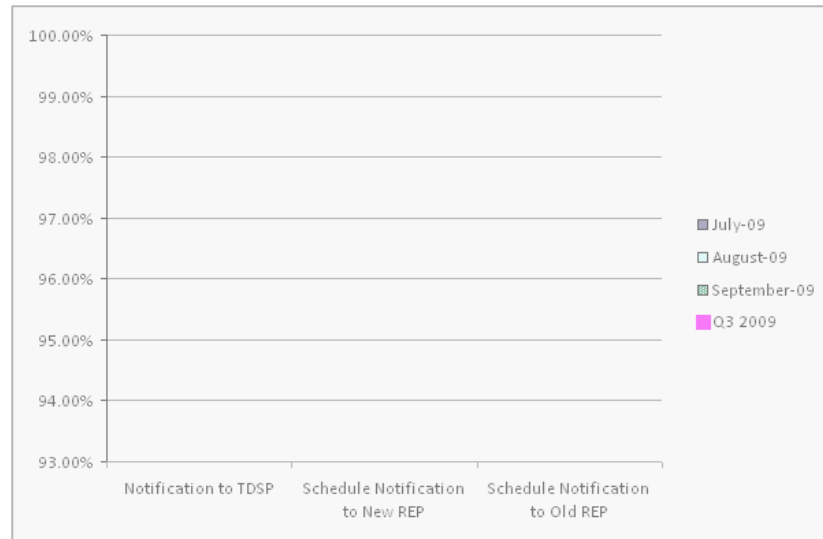 100.00%
99.00%
98.00%
97.00%
96.00%
95.00%
94.00%
93.00%
Notification to TDSP
Schedule Notification
to New REP
Schedule Notification
to Old REP
July-09
August-09
September-09
Q3 2009